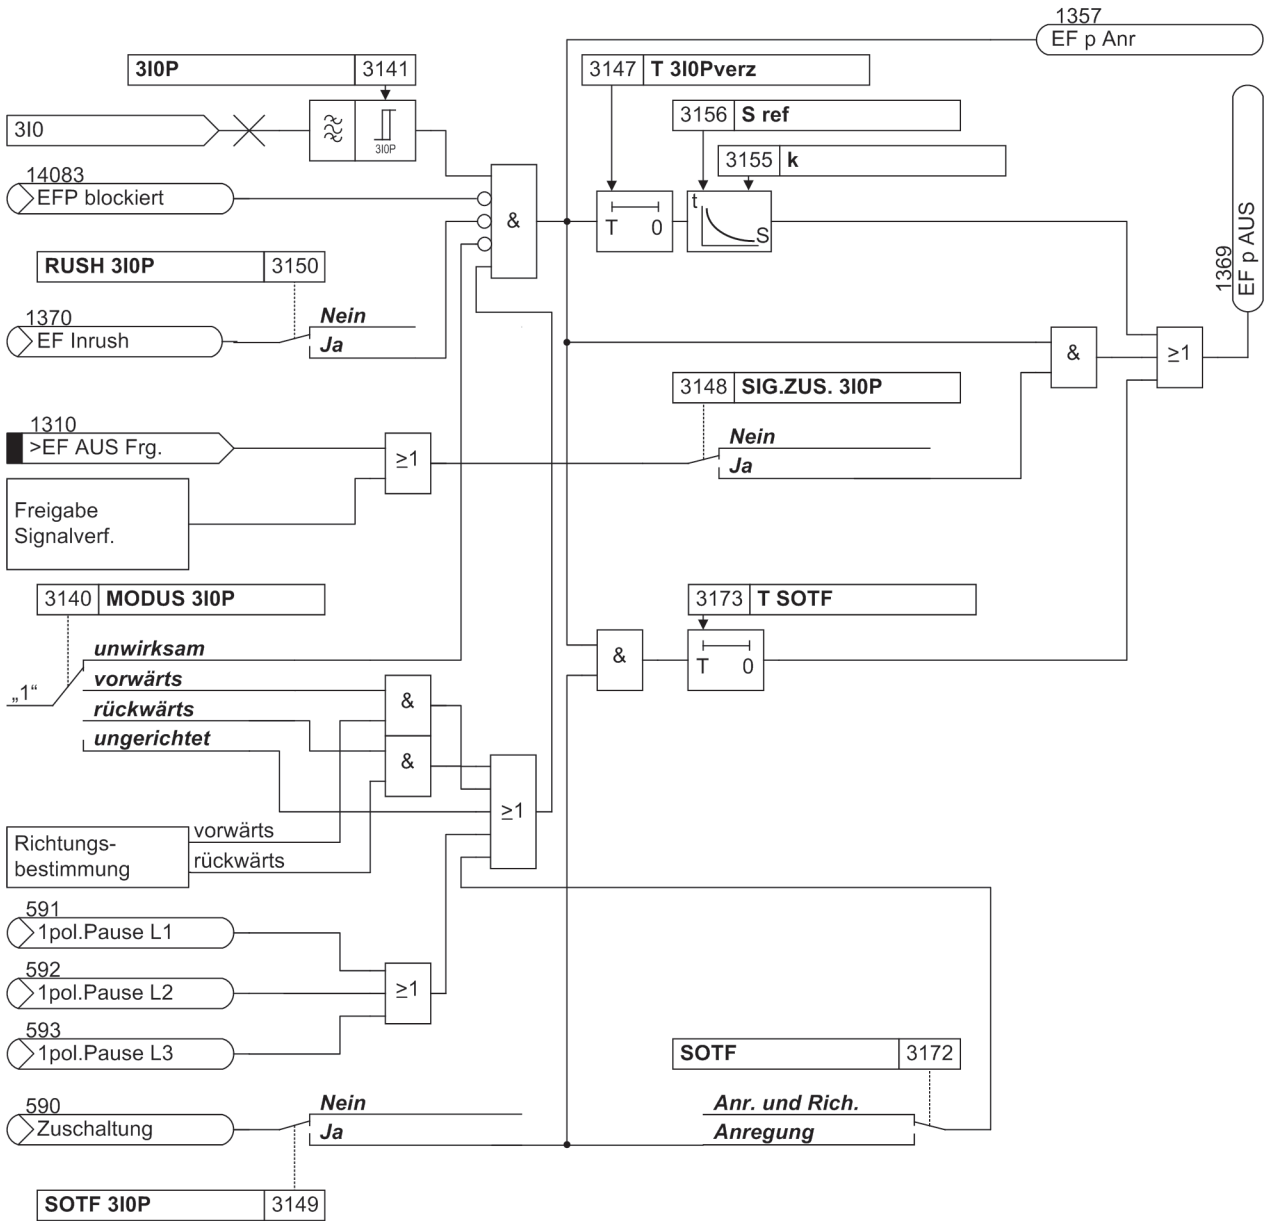 1357
EF p Anr
3I0P 3141
3147 T 3I0Pverz
3156 S ref
3I0
3I0P
3155 k
14083
EFP blockiert
&
T 0
t
S
1369
EF p AUS
RUSH 3I0P 3150
1370
EF Inrush
Nein
Ja
&
≥1
3148 SIG.ZUS. 3I0P
1310
>EF AUS Frg.
≥1
Nein
Ja
Freigabe
Signalverf.
3140 MODUS 3I0P
3173 T SOTF
unwirksam
&
T 0
„1“
vorwärts
&
rückwärts
ungerichtet
&
≥1
Richtungs-
bestimmung
vorwärts
rückwärts
591
1pol.Pause L1
592
1pol.Pause L2
≥1
593
1pol.Pause L3
SOTF 3172
590
Zuschaltung
Nein
Ja
Anr. und Rich.
Anregung
SOTF 3I0P 3149